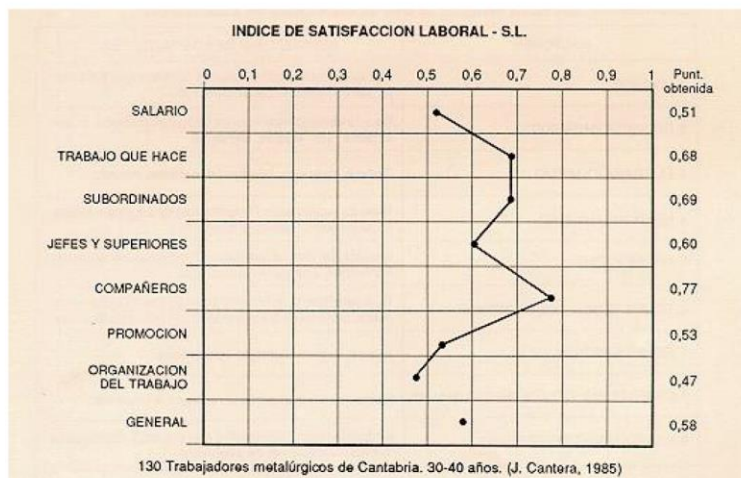 INDICE DE SATISFACCION LABORAL - S.L.
0 0,1 0,2 0,3 0,4 0,5 0,6 0,7 0,8 0,9 1 Punt.
obtenida
SALARIO 0,51
TRABAJO QUE HACE 0,68
SUBORDINADOS 0,69
JEFES Y SUPERIORES 0,60
COMPAÑEROS 0,77
PROMOCION 0,53
ORGANIZACION
DEL TRABAJO 0,47
GENERAL 0,58
130 Trabajadores metalúrgicos de Cantabria. 30-40 años. (J. Cantera, 1985)